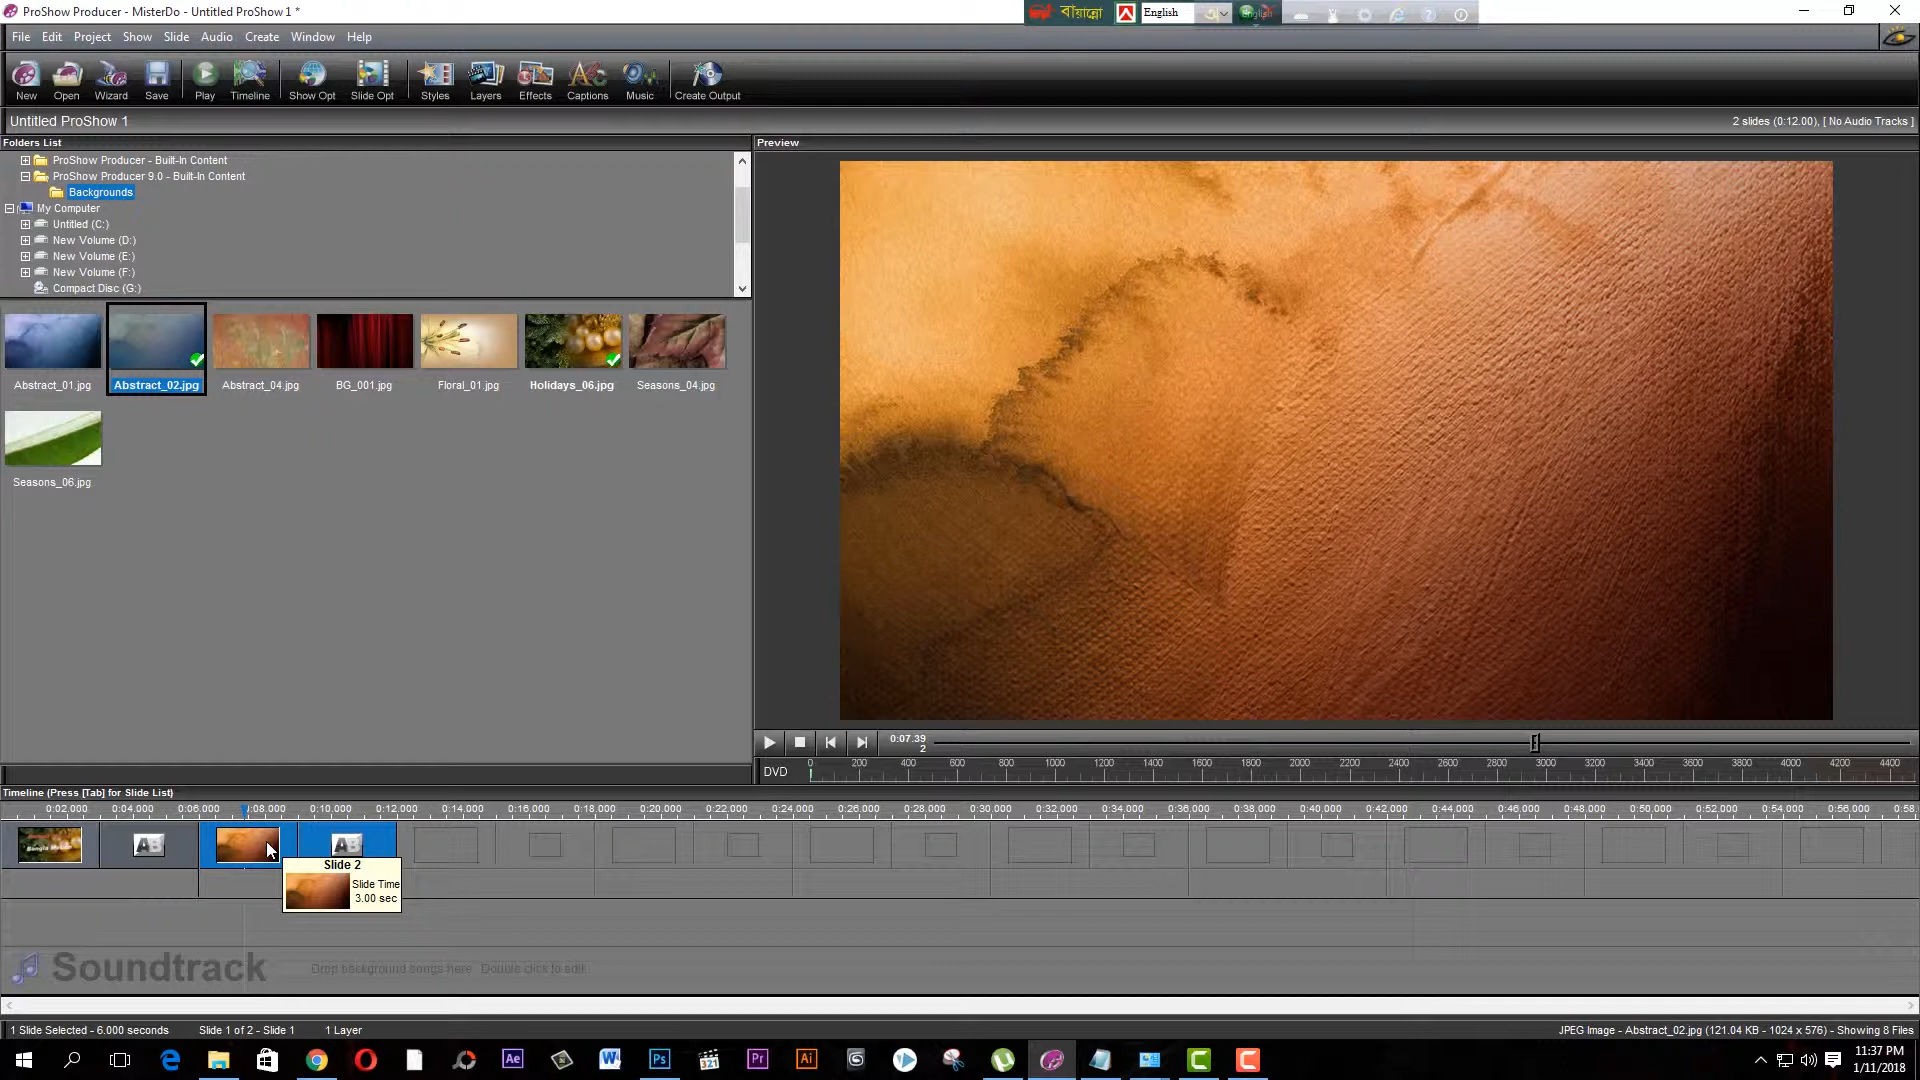 ProShow Producer - MisterDo - Untitled ProShow 1 *
বায়ান্নো
English
English
File Edit Project Show Slide Audio Create Window Help
New Open Wizard Save Play Timeline Show Opt Slide Opt Styles Layers Effects Captions Music Create Output
Untitled ProShow 1
2 slides (0:12.00), [ No Audio Tracks ]
Folders List
Preview
ProShow Producer - Built-In Content
ProShow Producer 9.0 - Built-In Content
Backgrounds
My Computer
Untitled (C:)
New Volume (D:)
New Volume (E:)
New Volume (F:)
Compact Disc (G:)
Abstract_01.jpg Abstract_02.jpg Abstract_04.jpg BG_001.jpg Floral_01.jpg Holidays_06.jpg Seasons_04.jpg
Seasons_06.jpg
0:07.39
2
DVD 0 200 400 600 800 1000 1200 1400 1600 1800 2000 2200 2400 2600 2800 3000 3200 3400 3600 3800 4000 4200 4400
Timeline (Press [Tab] for Slide List)
0:02.000 0:04.000 0:06.000 0:08.000 0:10.000 0:12.000 0:14.000 0:16.000 0:18.000 0:20.000 0:22.000 0:24.000 0:26.000 0:28.000 0:30.000 0:32.000 0:34.000 0:36.000 0:38.000 0:40.000 0:42.000 0:44.000 0:46.000 0:48.000 0:50.000 0:52.000 0:54.000 0:56.000 0:58.
AB AB
Slide 2
Slide Time
3.00 sec
Soundtrack Drop background songs here Double click to edit
1 Slide Selected - 6.000 seconds Slide 1 of 2 - Slide 1 1 Layer
JPEG Image - Abstract_02.jpg (121.04 KB - 1024 x 576) - Showing 8 Files
Ae Ps 321 Pr Ai
11:37 PM
1/11/2018